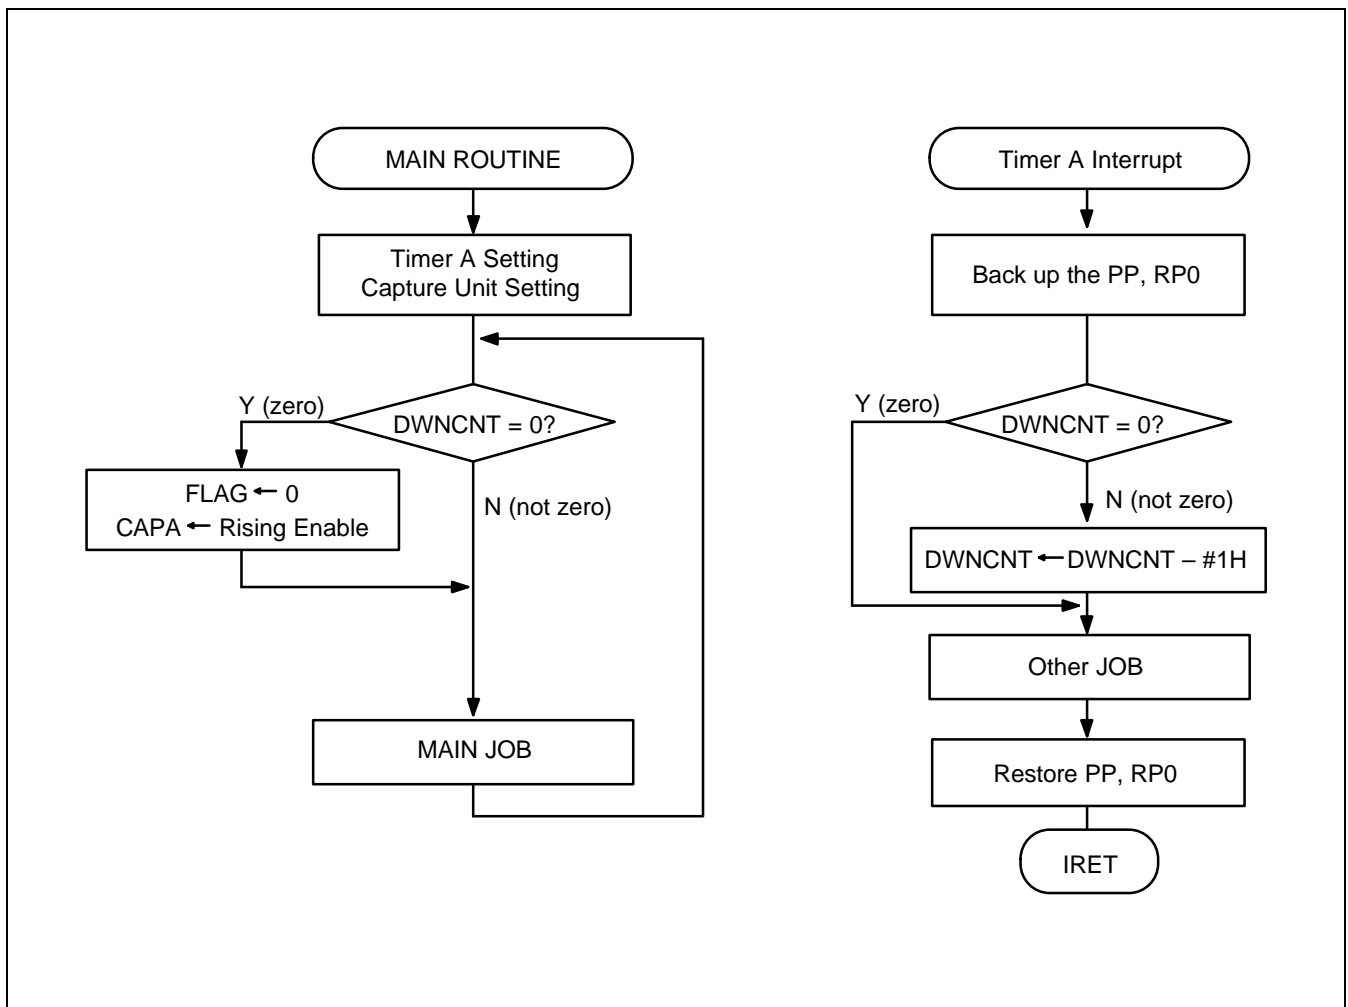 MAIN ROUTINE
Timer A Setting
Capture Unit Setting
DWNCNT = 0?
Y (zero)
N (not zero)
FLAG ← 0
CAPA ← Rising Enable
MAIN JOB
Timer A Interrupt
Back up the PP, RP0
DWNCNT = 0?
Y (zero)
N (not zero)
DWNCNT ← DWNCNT – #1H
Other JOB
Restore PP, RP0
IRET